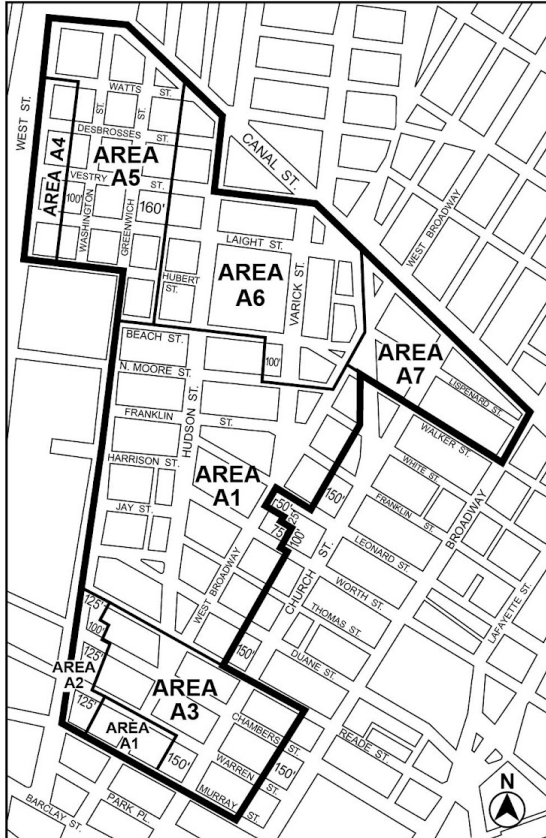 WATTS ST.
WEST ST.
ST.
ST.
DESBROSSES ST.
CANAL ST.
AREA A4
AREA
A5
VESTRY ST.
100'
160'
WASHINGTON
GREENWICH
WEST BROADWAY
LAIGHT ST.
AREA
A6
VARICK ST.
HUBERT
ST.
BEACH ST.
100'
AREA
A7
N. MOORE ST.
LISPENARD ST.
HUDSON ST.
FRANKLIN ST.
WALKER ST.
HARRISON ST.
WHITE ST.
AREA
A1
150'
BROADWAY
50'
25'
75'
100'
FRANKLIN ST.
JAY ST.
LEONARD ST.
WEST BROADWAY
CHURCH ST.
WORTH ST.
LAFAYETTE ST.
THOMAS ST.
125'
100'
125'
150'
DUANE ST.
AREA
A2
AREA
A3
125'
AREA
A1
CHAMBERS ST.
READE ST.
150'
WARREN ST.
150'
MURRAY ST.
PARK PL.
BARCLAY ST.
N